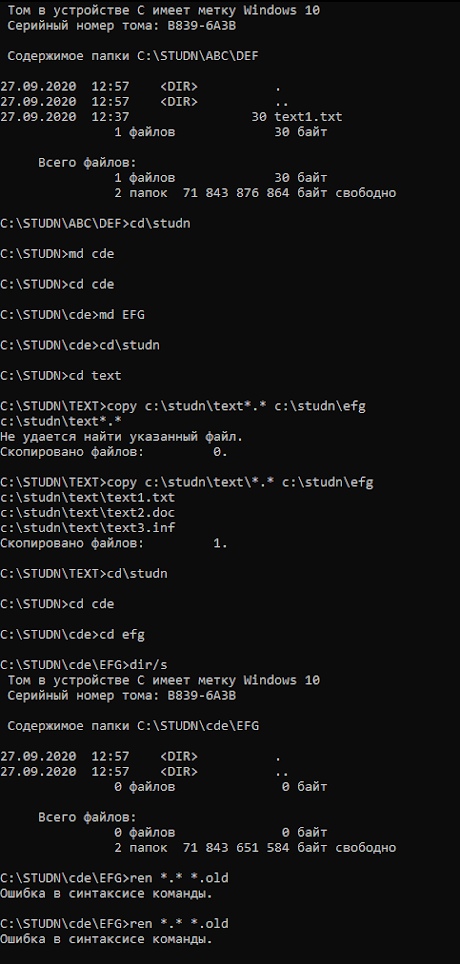 Том в устройстве C имеет метку Windows 10
Серийный номер тома: B839-6A3B
Содержимое папки C:\STUDN\ABC\DEF
27.09.2020 12:57 <DIR> .
27.09.2020 12:57 <DIR> ..
27.09.2020 12:37 30 text1.txt
1 файлов 30 байт
Всего файлов:
1 файлов 30 байт
2 папок 71 843 876 864 байт свободно
C:\STUDN\ABC\DEF>cd\studn
C:\STUDN>md cde
C:\STUDN>cd cde
C:\STUDN\cde>md EFG
C:\STUDN\cde>cd\studn
C:\STUDN>cd text
C:\STUDN\TEXT>copy c:\studn\text*.* c:\studn\efg
c:\studn\text*.*
Не удается найти указанный файл.
Скопировано файлов: 0.
C:\STUDN\TEXT>copy c:\studn\text\*.* c:\studn\efg
c:\studn\text\text1.txt
c:\studn\text\text2.doc
c:\studn\text\text3.inf
Скопировано файлов: 1.
C:\STUDN\TEXT>cd\studn
C:\STUDN>cd cde
C:\STUDN\cde>cd efg
C:\STUDN\cde\EFG>dir/s
Том в устройстве C имеет метку Windows 10
Серийный номер тома: B839-6A3B
Содержимое папки C:\STUDN\cde\EFG
27.09.2020 12:57 <DIR> .
27.09.2020 12:57 <DIR> ..
0 файлов 0 байт
Всего файлов:
0 файлов 0 байт
2 папок 71 843 651 584 байт свободно
C:\STUDN\cde\EFG>ren *.* *.old
Ошибка в синтаксисе команды.
C:\STUDN\cde\EFG>ren *.* *.old
Ошибка в синтаксисе команды.